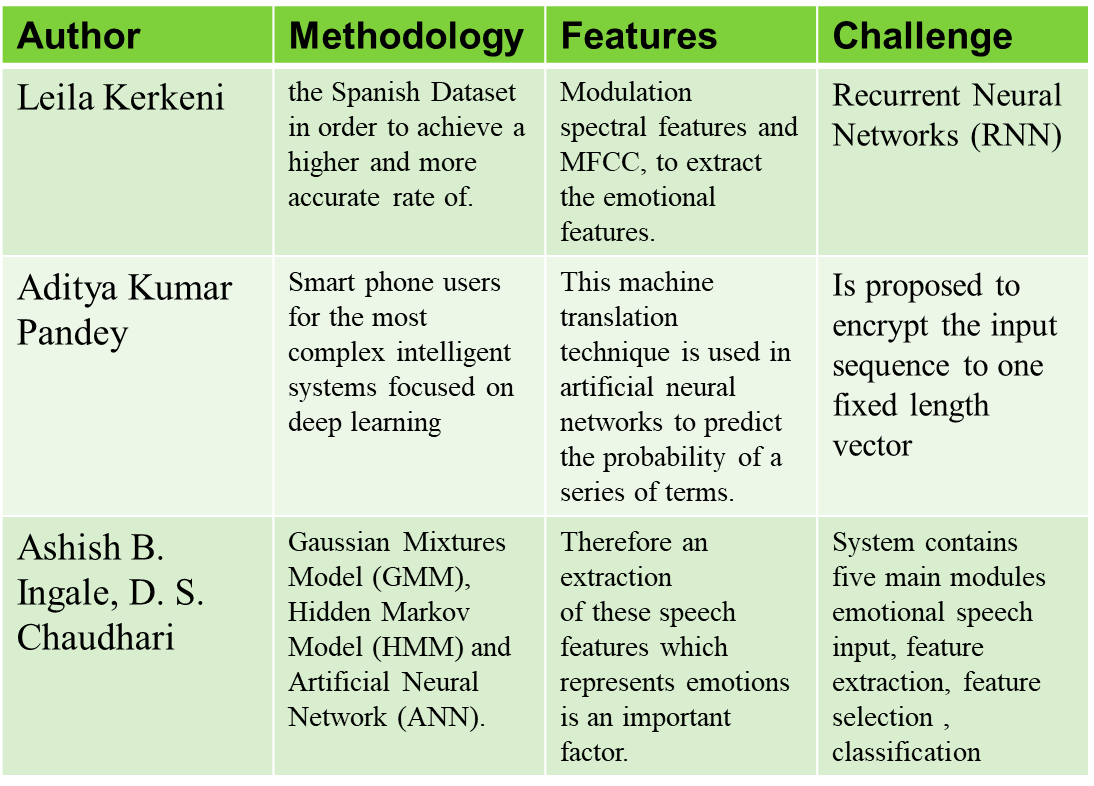 Author
Methodology
Features
Challenge
Leila Kerkeni
the Spanish Dataset
in order to achieve a
higher and more
accurate rate of.
Modulation
spectral features and
MFCC, to extract
the emotional
features.
Recurrent Neural
Networks (RNN)
Aditya Kumar
Pandey
Smart phone users
for the most
complex intelligent
systems focused on
deep learning
This machine
translation
technique is used in
artificial neural
networks to predict
the probability of a
series of terms.
Is proposed to
encrypt the input
sequence to one
fixed length
vector
Ashish B.
Ingale, D. S.
Chaudhari
Gaussian Mixtures
Model (GMM),
Hidden Markov
Model (HMM) and
Artificial Neural
Network (ANN).
Therefore an
extraction
of these speech
features which
represents emotions
is an important
factor.
System contains
five main modules
emotional speech
input, feature
extraction, feature
selection ,
classification